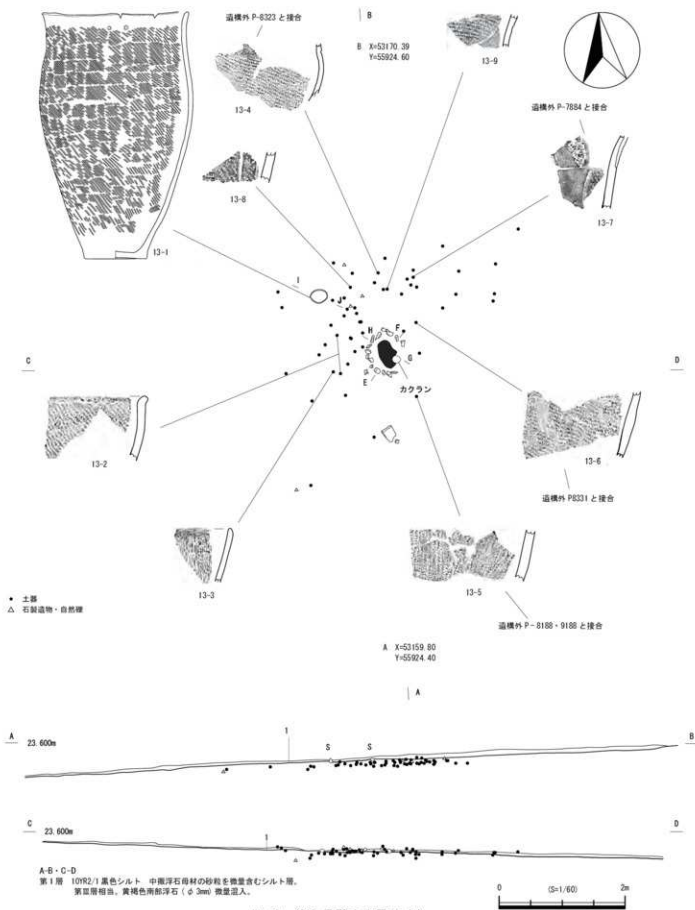 遺構外 P-8323 と接合
B
B X=53170.39
Y=55924.60
13-9
13-4
遺構外 P-7884 と接合
13-8
13-7
13-1
I
J
H
F
G
E
カクラン
C
D
13-2
13-6
遺構外 P8331 と接合
13-3
13-5
遺構外 P-8188・9188 と接合
● 土器
△ 石製遺物・自然礫
A X=53159.80
Y=55924.40
A
A
23.600m
1
S
S
B
C
23.600m
1
D
A-B・C-D
第1層 10YR2/1 黒色シルト 中掫浮石母材の砂粒を微量含むシルト層。
第Ⅲ層相当。黄褐色南部浮石(φ3mm)微量混入。
0 (S=1/60) 2m